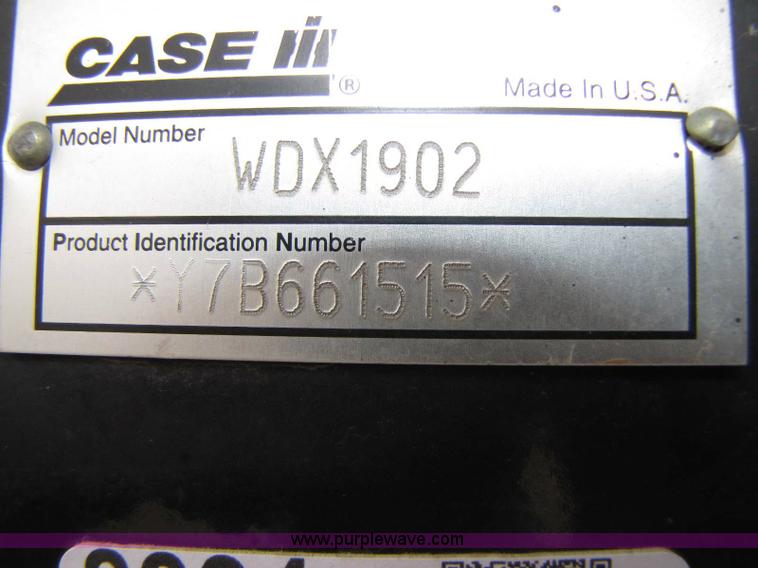 CASE IH ®
Made In U.S.A.
Model Number WDX1902
Product Identification Number
*Y7B661515*
www.purplewave.com